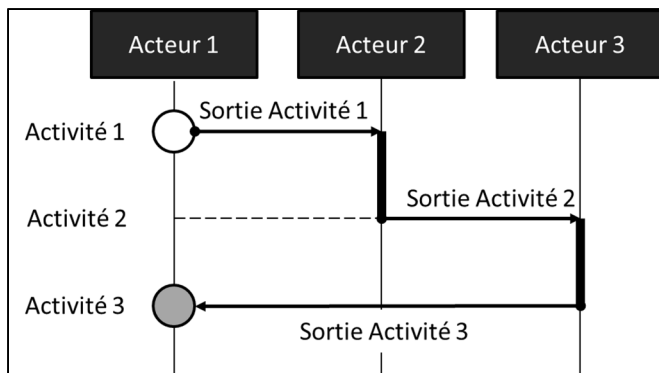 Acteur 1
Acteur 2
Acteur 3
Sortie Activité 1
Activité 1
Sortie Activité 2
Activité 2
Activité 3
Sortie Activité 3